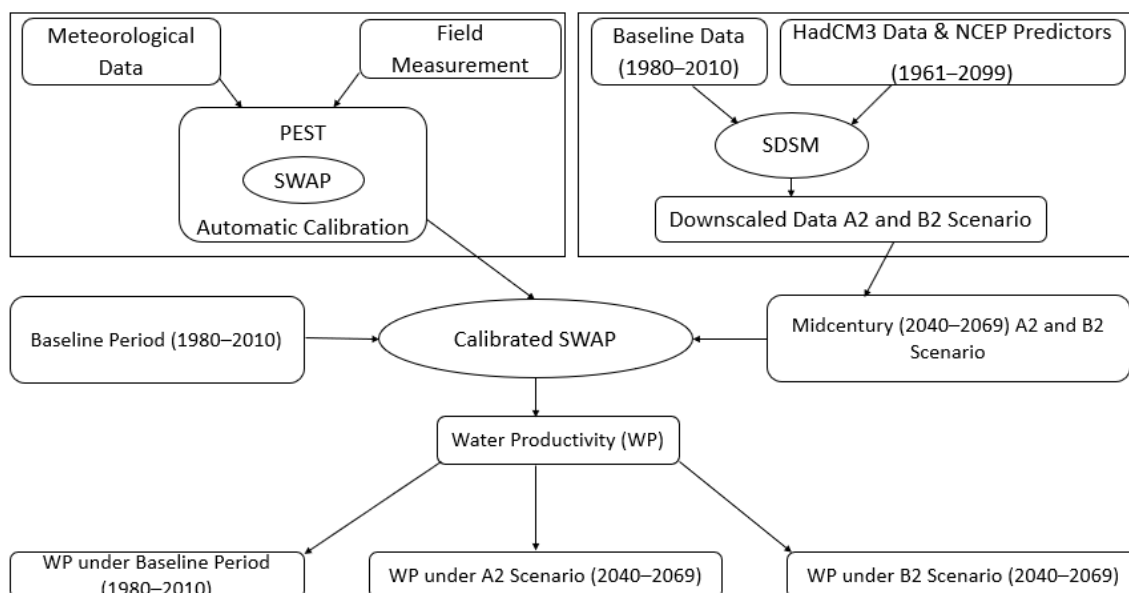 Meteorological
Data
Field
Measurement
PEST
SWAP
Automatic Calibration
Baseline Data
(1980–2010)
HadCM3 Data & NCEP Predictors
(1961–2099)
SDSM
Downscaled Data A2 and B2 Scenario
Baseline Period (1980–2010)
Calibrated SWAP
Midcentury (2040–2069) A2 and B2
Scenario
Water Productivity (WP)
WP under Baseline Period
(1980–2010)
WP under A2 Scenario (2040–2069)
WP under B2 Scenario (2040–2069)